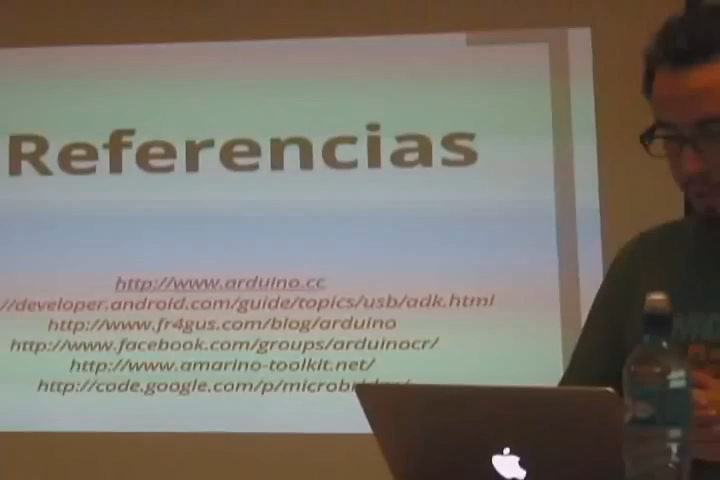 Referencias
http://www.arduino.cc
//developer.android.com/guide/topics/usb/adk.html
http://www.fr4gus.com/blog/arduino
http://www.facebook.com/groups/arduinocr/
http://www.amarino-toolkit.net/
http://code.google.com/p/microbridge/